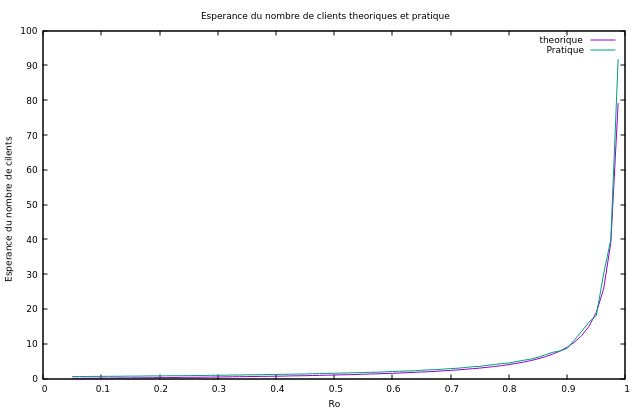 Esperance du nombre de clients theoriques et pratique
theorique
Pratique
Esperance du nombre de cilents
100
90
80
70
60
50
40
30
20
10
0
0 0.1 0.2 0.3 0.4 0.5 0.6 0.7 0.8 0.9 1
Ro